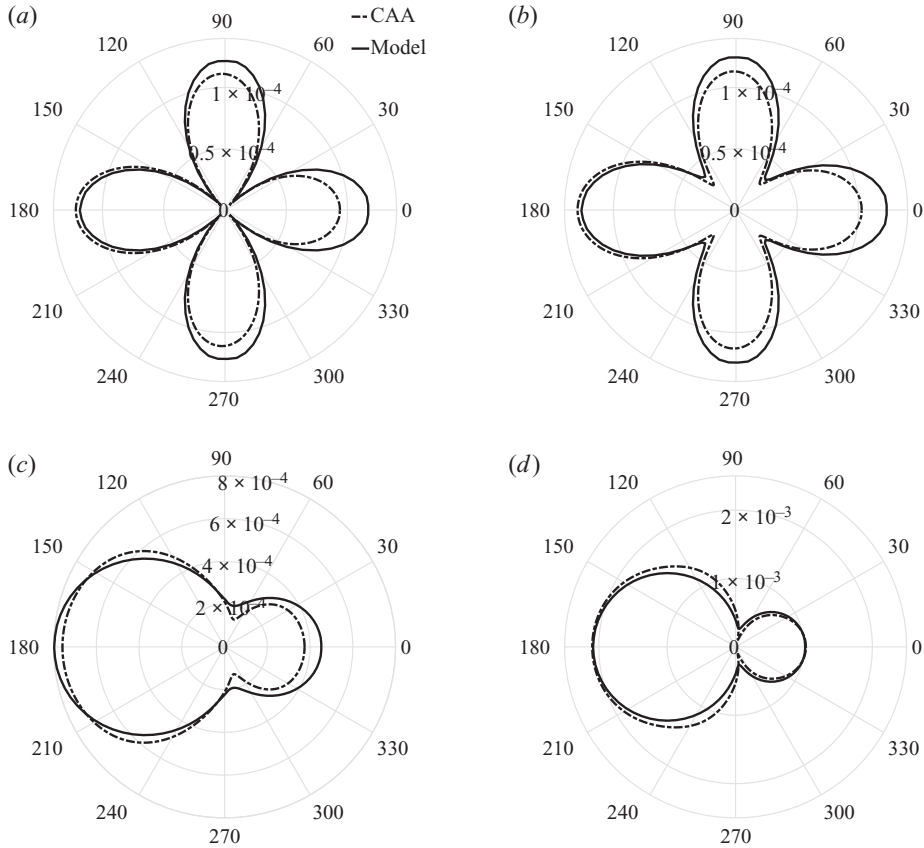 (a) 90 CAA (b) 90
120 60 Model 120 60
1 × 10⁻⁴ 1 × 10⁻⁴
150 30 150 30
0.5 × 10⁻⁴ 0.5 × 10⁻⁴
180 0 0 180 0 0
210 330 210 330
240 300 240 300
270 270
(c) 90 (d) 90
120 8 × 10⁻⁴ 60 120 60
6 × 10⁻⁴ 2 × 10⁻³
150 30 150 30
4 × 10⁻⁴ 1 × 10⁻³
2 × 10⁻⁴
180 0 0 180 0 0
210 330 210 330
240 300 240 300
270 270